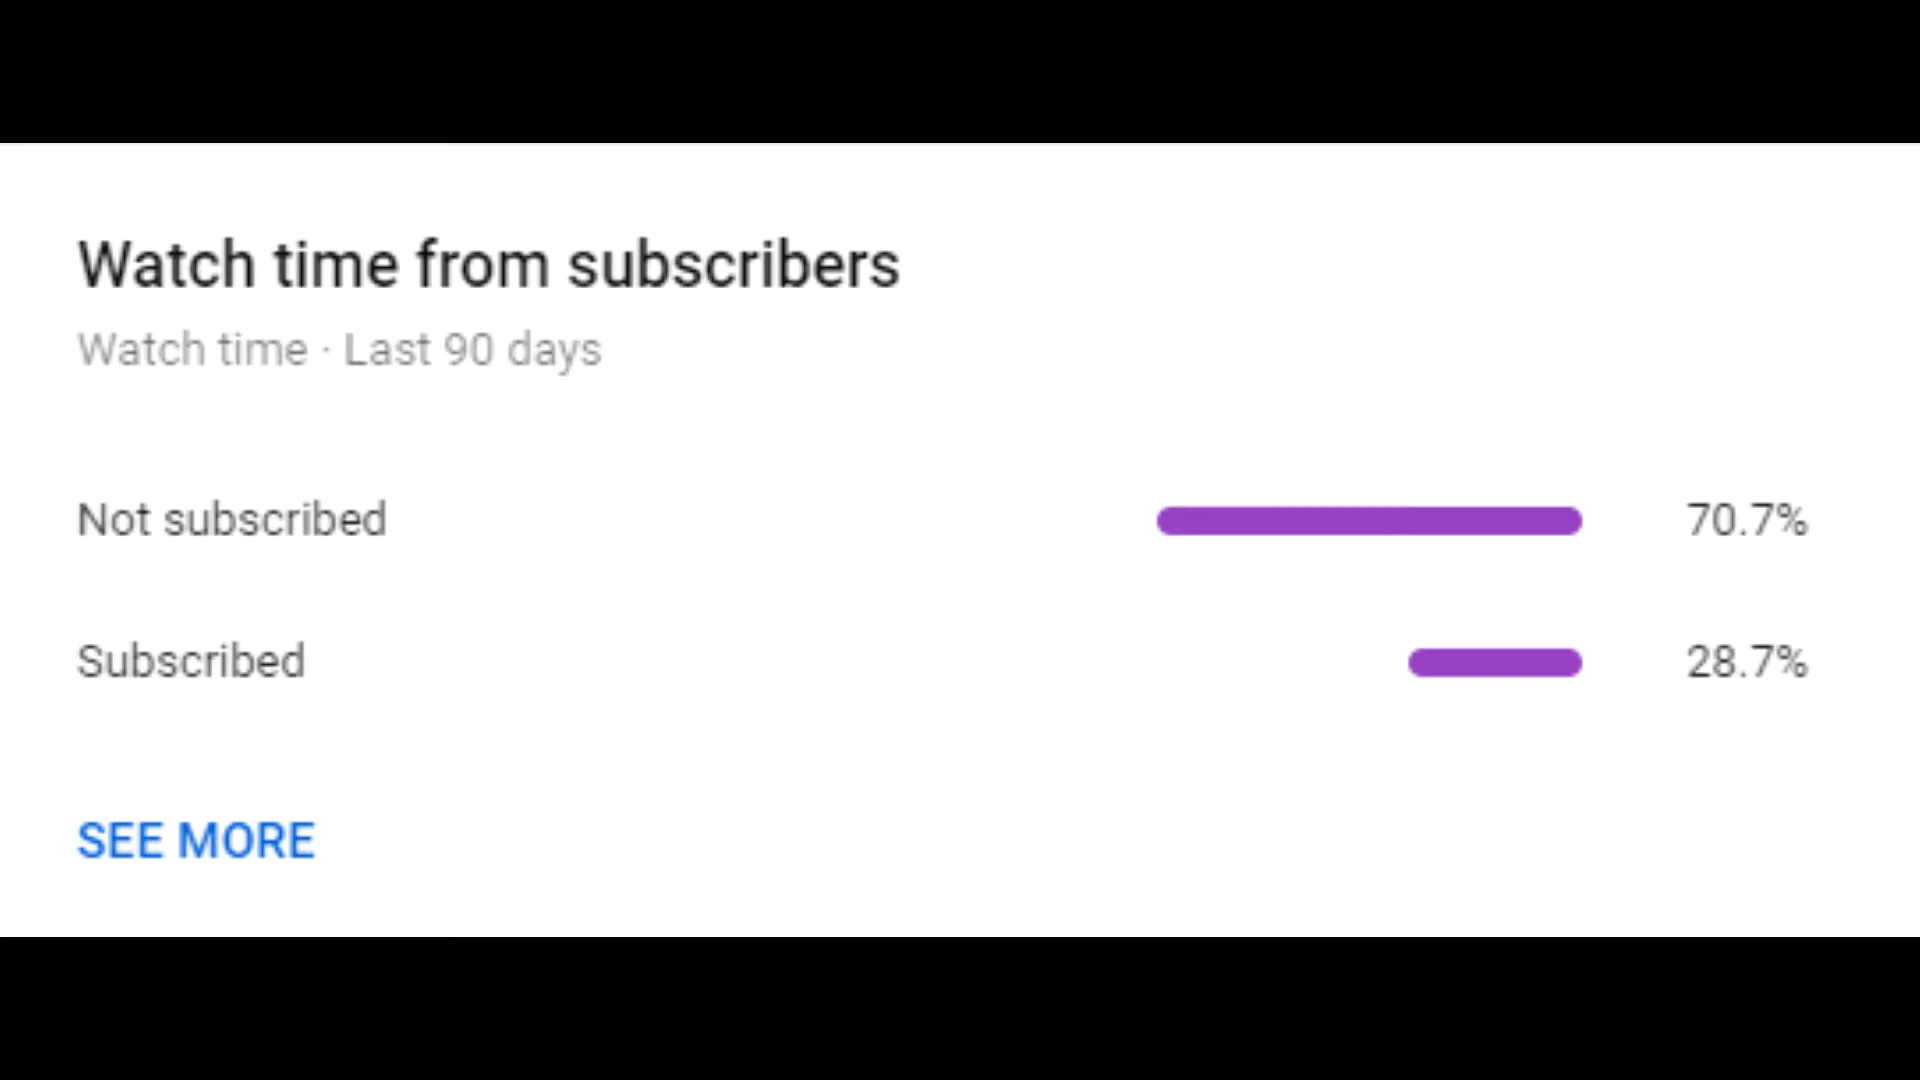 Watch time from subscribers
Watch time · Last 90 days
Not subscribed 70.7%
Subscribed 28.7%
SEE MORE